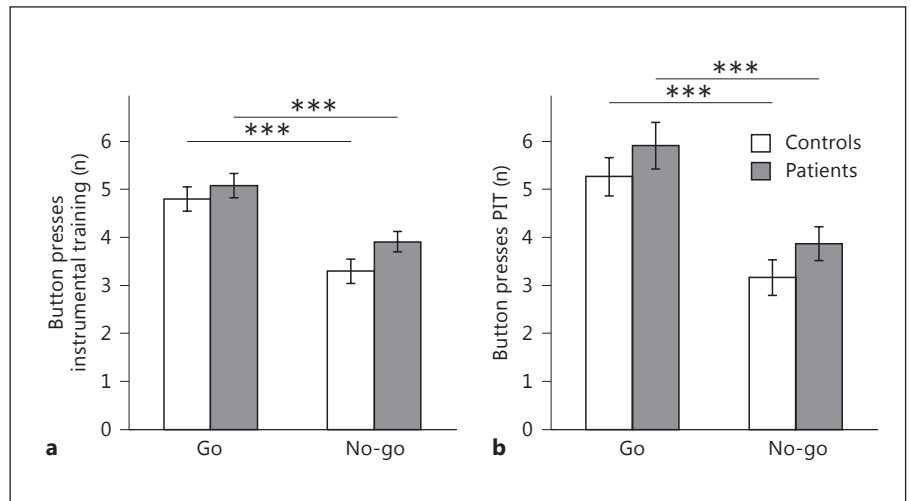 Button presses
instrumental training (n)
6
5
4
3
2
1
0
***
***
Go
No-go
a
Button presses PIT (n)
6
5
4
3
2
1
0
***
***
Controls
Patients
Go
No-go
b